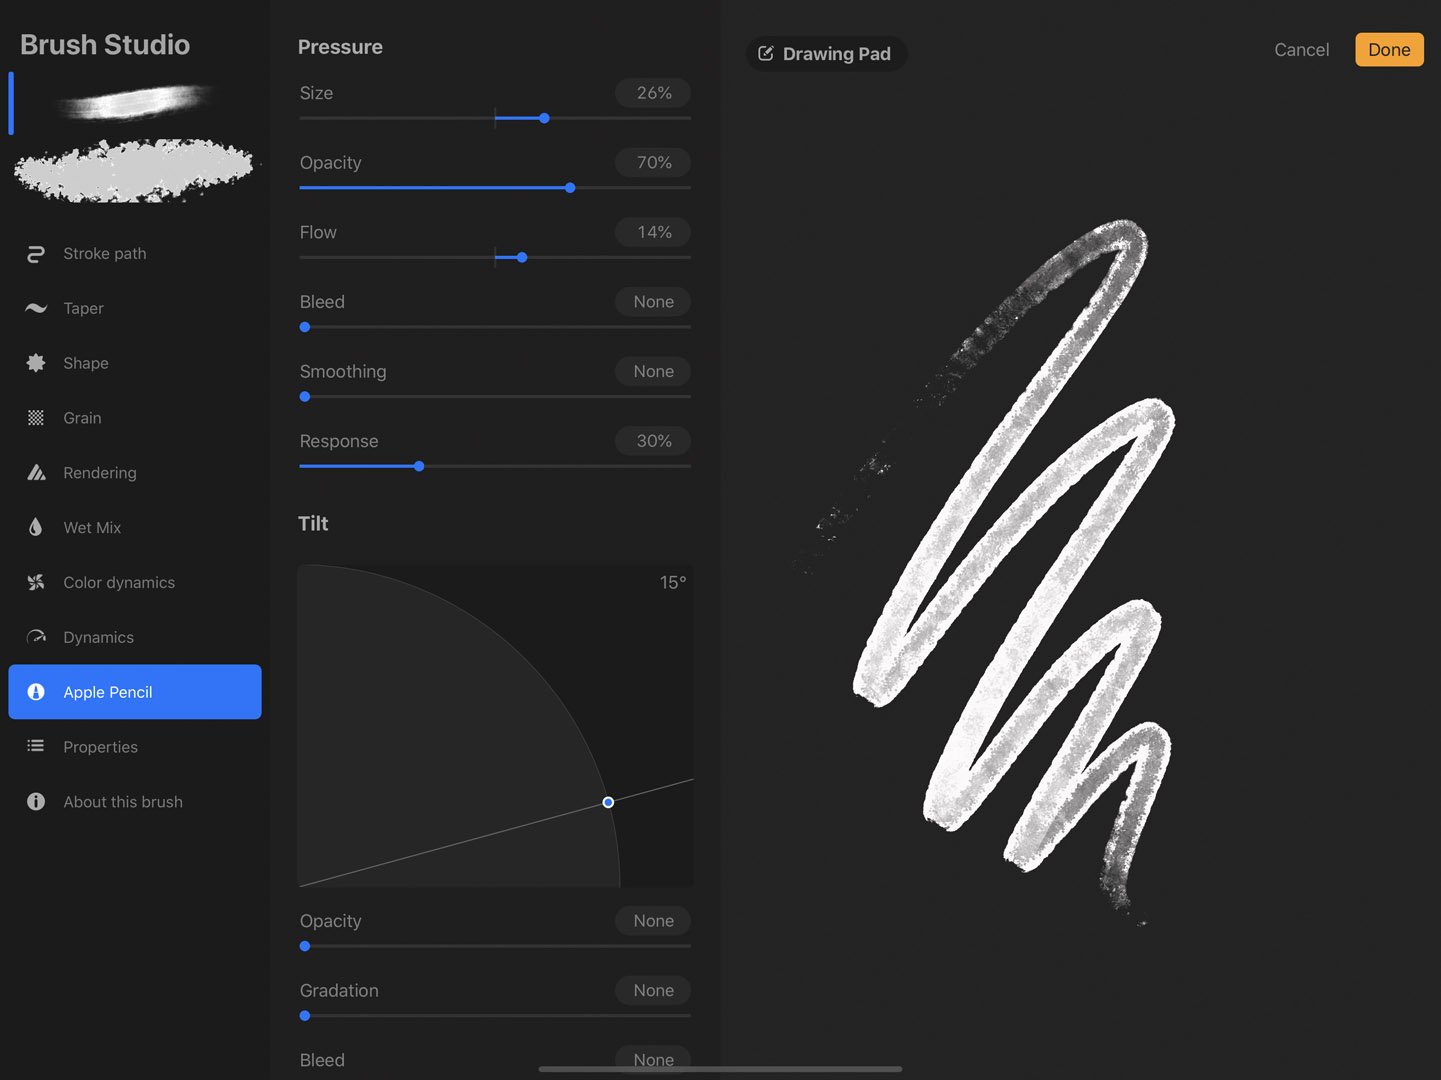 Brush Studio
Stroke path
Taper
Shape
Grain
Rendering
Wet Mix
Color dynamics
Dynamics
Apple Pencil
Properties
About this brush
Pressure
Size 26%
Opacity 70%
Flow 14%
Bleed None
Smoothing None
Response 30%
Tilt
15°
Opacity None
Gradation None
Bleed None
Drawing Pad
Cancel Done